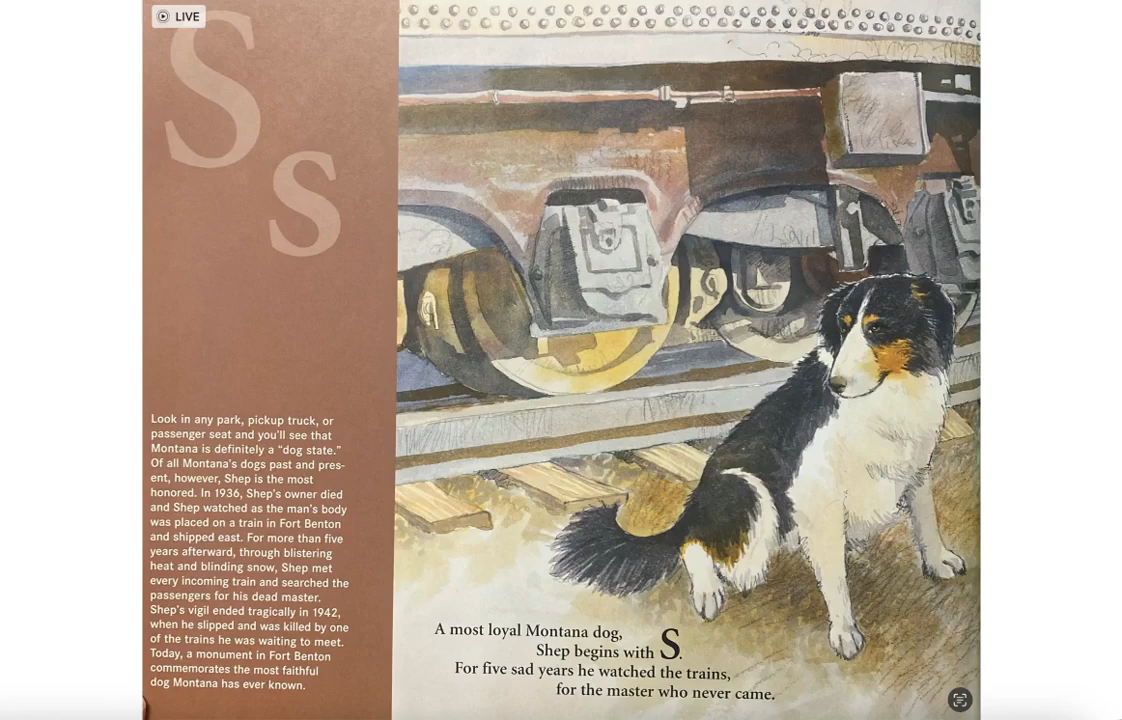 LIVE
S
s
Look in any park, pickup truck, or
passenger seat and you'll see that
Montana is definitely a "dog state."
Of all Montana's dogs past and pres-
ent, however, Shep is the most
honored. In 1936, Shep's owner died
and Shep watched as the man's body
was placed on a train in Fort Benton
and shipped east. For more than five
years afterward, through blistering
heat and blinding snow, Shep met
every incoming train and searched the
passengers for his dead master.
Shep's vigil ended tragically in 1942,
when he slipped and was killed by one
of the trains he was waiting to meet.
Today, a monument in Fort Benton
commemorates the most faithful
dog Montana has ever known.
A most loyal Montana dog,
Shep begins with S.
For five sad years he watched the trains,
for the master who never came.